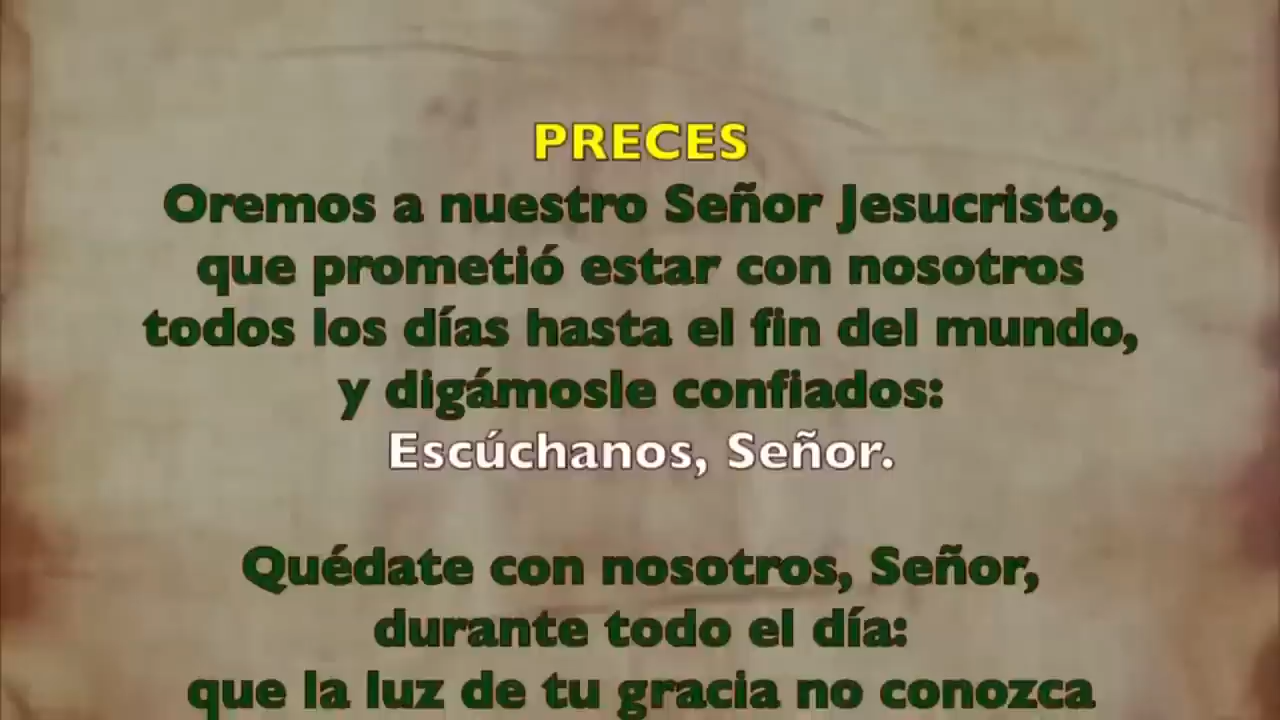 PRECES
Oremos a nuestro Señor Jesucristo,
que prometió estar con nosotros
todos los días hasta el fin del mundo,
y digámosle confiados:
Escúchanos, Señor.
Quédate con nosotros, Señor,
durante todo el día:
que la luz de tu gracia no conozca